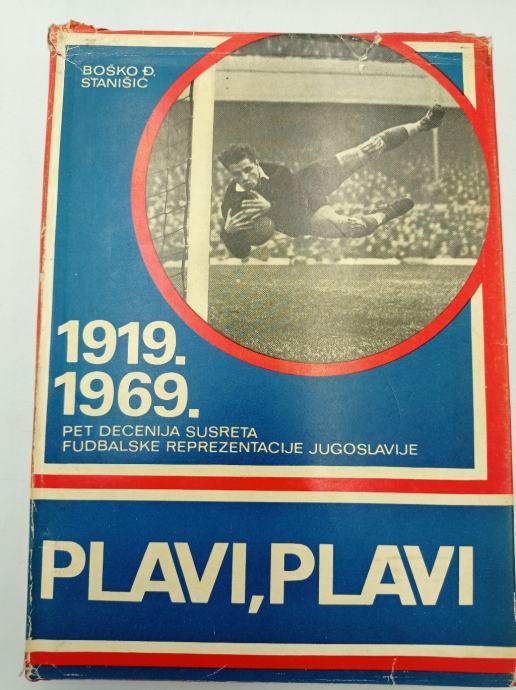 BOŠKO Đ.
STANIŠIĆ
1919.
1969.
PET DECENIJA SUSRETA
FUDBALSKE REPREZENTACIJE JUGOSLAVIJE
PLAVI, PLAVI